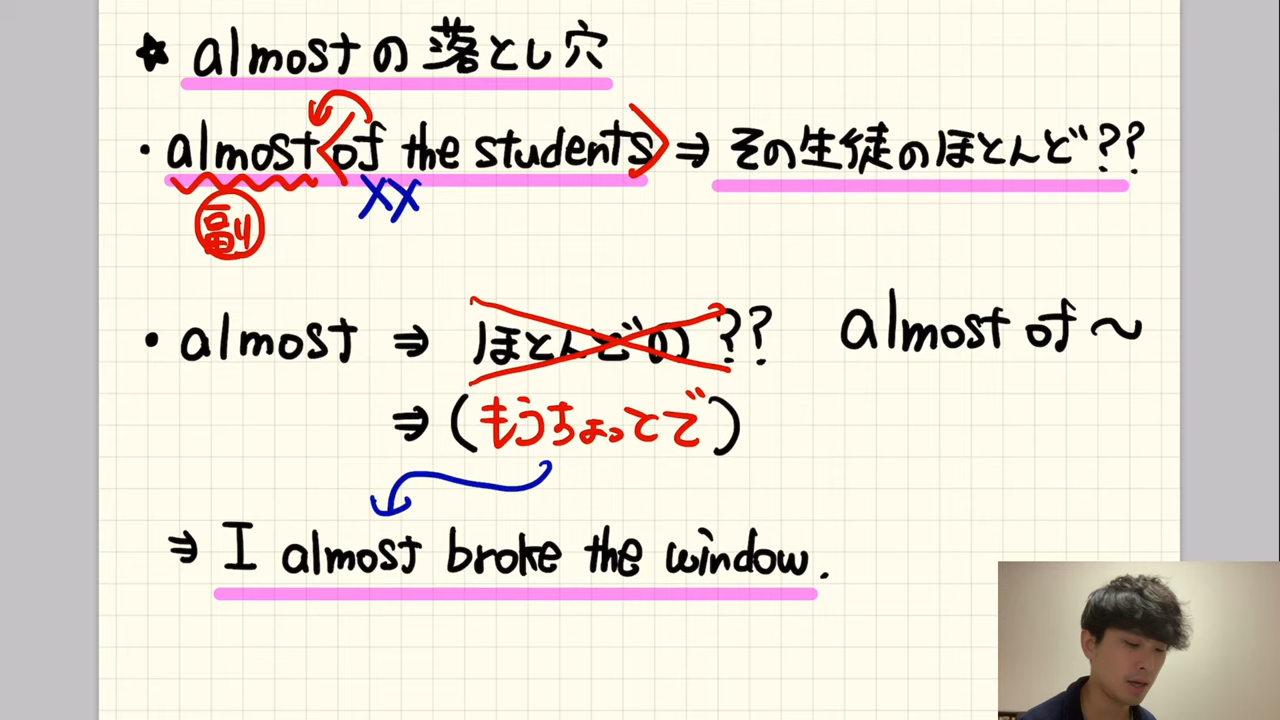 ★ almostの落とし穴
・almost <of the students> ⇒ その生徒のほとんど??
副 ××
・almost ⇒ ほとんどの?? almost of ～
⇒ (もうちょっとで)
⇒ I almost broke the window.